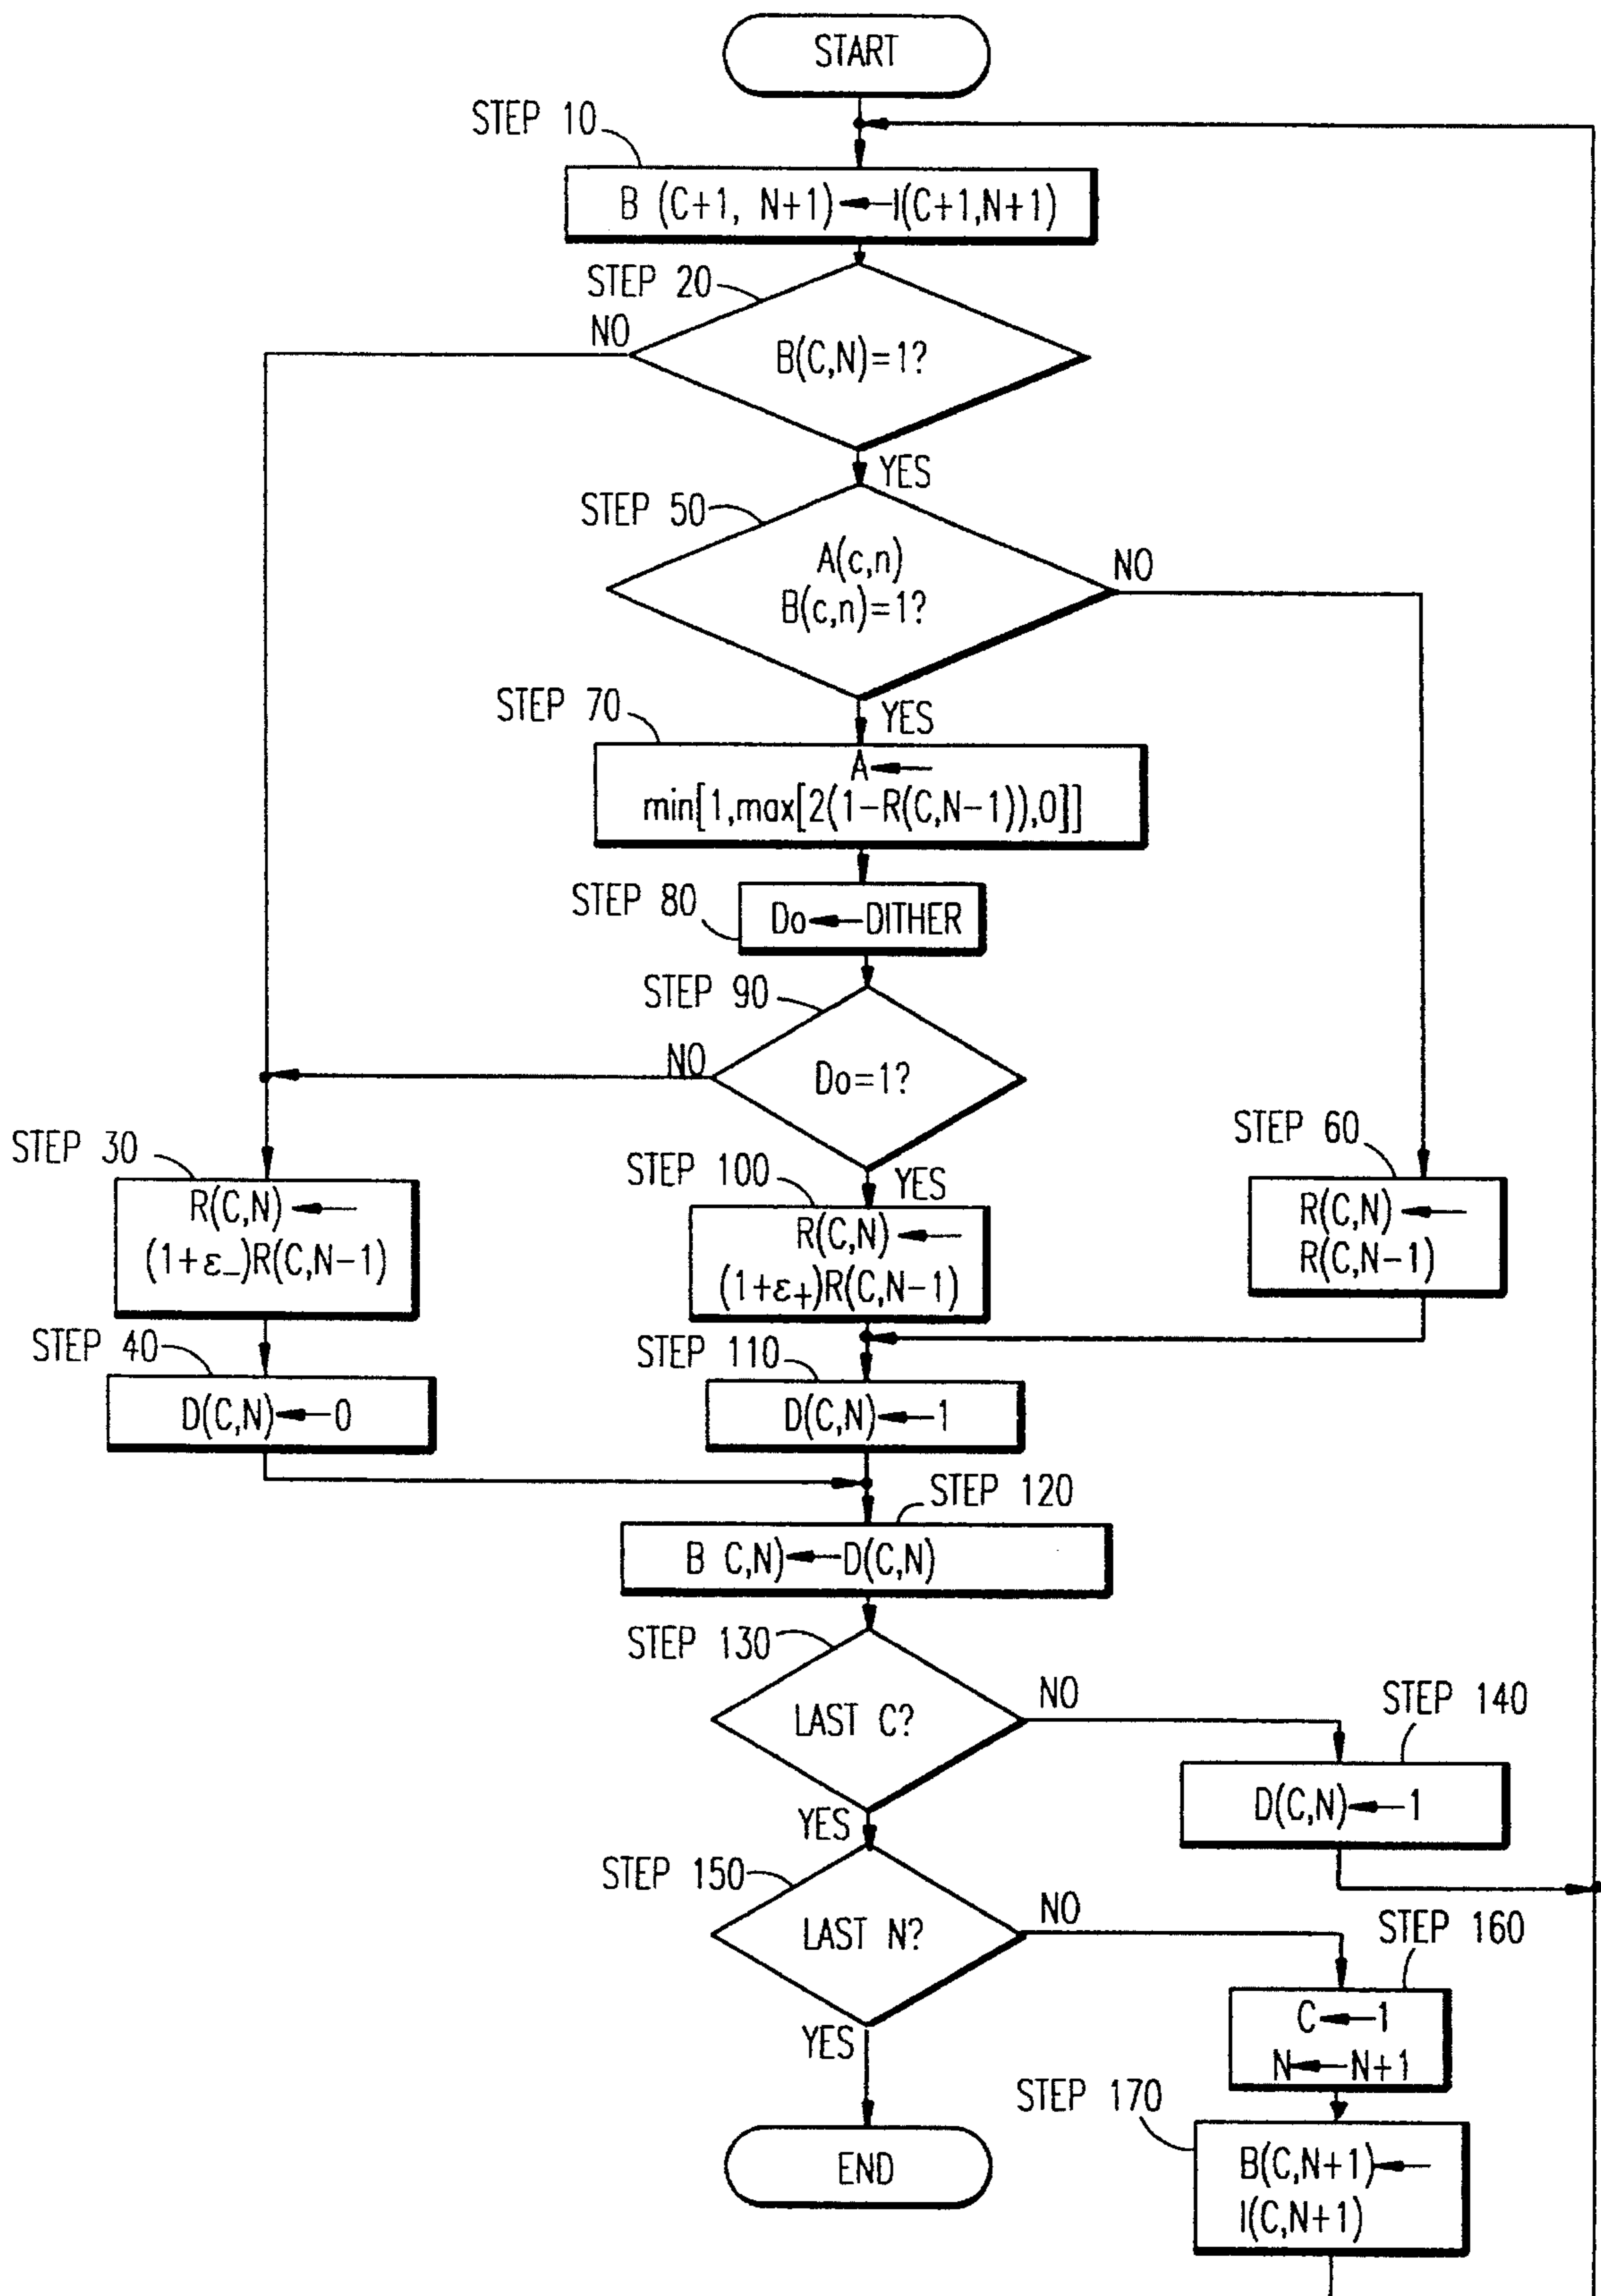 START
STEP 10
B (C+1, N+1)←I(C+1,N+1)
STEP 20
NO
B(C,N)=1?
YES
STEP 50
A(c,n)
B(c,n)=1?
NO
STEP 70
YES
A←
min[1,max[2(1-R(C,N-1)),0]]
STEP 80
Do←DITHER
STEP 90
NO
Do=1?
STEP 30
R(C,N)←
(1+ε-)R(C,N-1)
STEP 100
YES
R(C,N)←
(1+ε+)R(C,N-1)
STEP 60
R(C,N)←
R(C,N-1)
STEP 40
D(C,N)←0
STEP 110
D(C,N)←1
STEP 120
B C,N)←D(C,N)
STEP 130
LAST C?
NO
STEP 140
D(C,N)←1
YES
STEP 150
LAST N?
NO
STEP 160
C←1
N←N+1
YES
STEP 170
B(C,N+1)←
I(C,N+1)
END